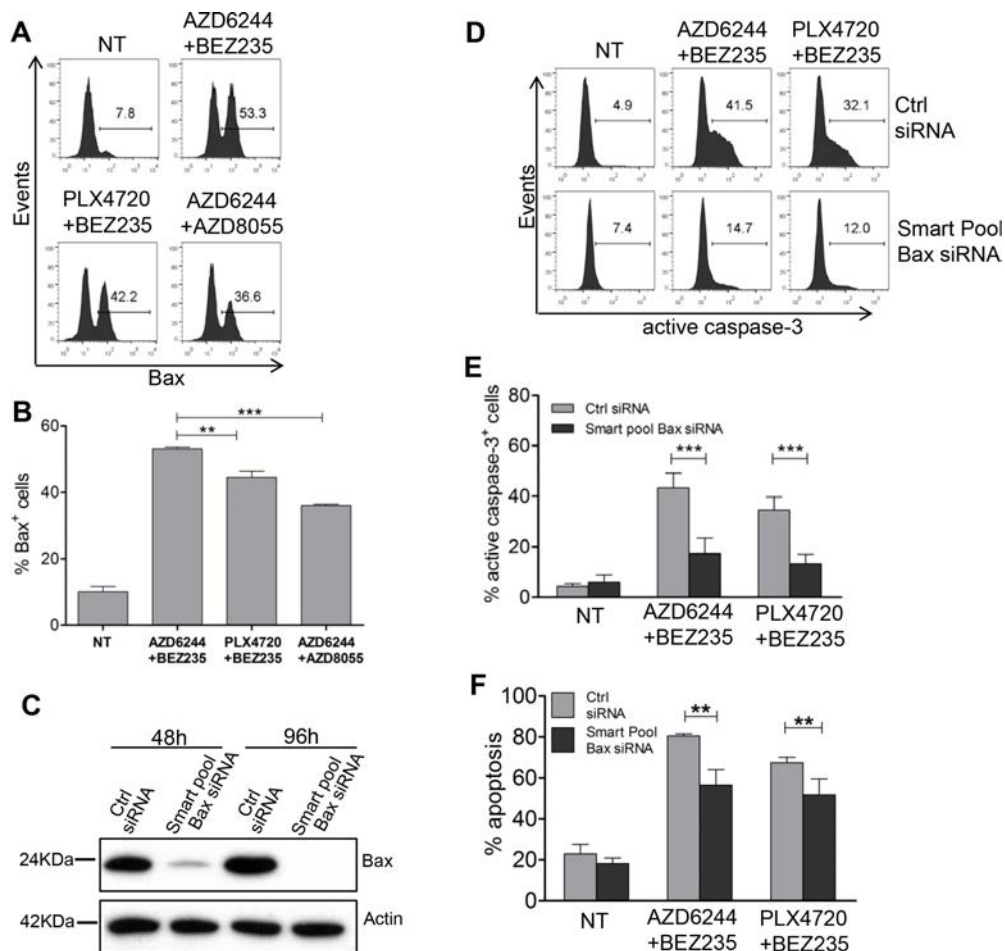 A
NT
AZD6244
+BEZ235
7.8
53.3
PLX4720
+BEZ235
AZD6244
+AZD8055
42.2
36.6
Events
Bax
B
% Bax+ cells
60
40
20
0
***
**
NT
AZD6244
+BEZ235
PLX4720
+BEZ235
AZD6244
+AZD8055
C
48h
96h
Ctrl
siRNA
Smart pool
Bax siRNA
Ctrl
siRNA
Smart pool
Bax siRNA
24KDa
Bax
42KDa
Actin
D
NT
AZD6244
+BEZ235
PLX4720
+BEZ235
4.9
41.5
32.1
Ctrl
siRNA
7.4
14.7
12.0
Smart Pool
Bax siRNA
Events
active caspase-3
E
% active caspase-3+ cells
80
60
40
20
0
Ctrl siRNA
Smart pool Bax siRNA
***
***
NT
AZD6244
+BEZ235
PLX4720
+BEZ235
F
% apoptosis
100
80
60
40
20
0
Ctrl
siRNA
Smart Pool
Bax siRNA
**
**
NT
AZD6244
+BEZ235
PLX4720
+BEZ235